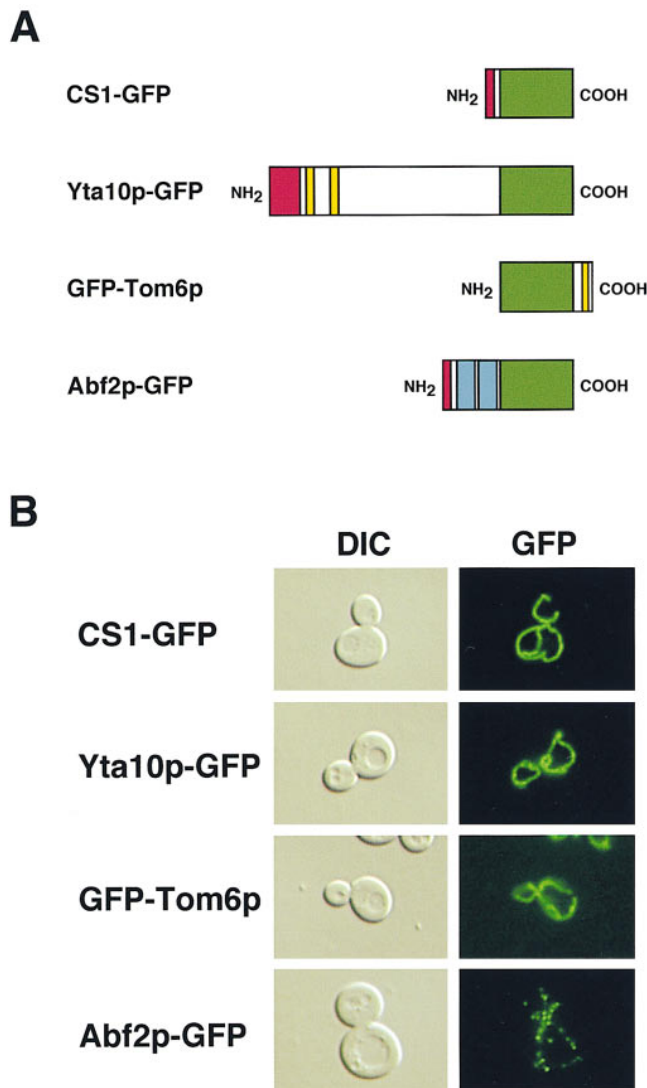 A
CS1-GFP NH2 COOH
Yta10p-GFP NH2 COOH
GFP-Tom6p NH2 COOH
Abf2p-GFP NH2 COOH
B
DIC GFP
CS1-GFP
Yta10p-GFP
GFP-Tom6p
Abf2p-GFP